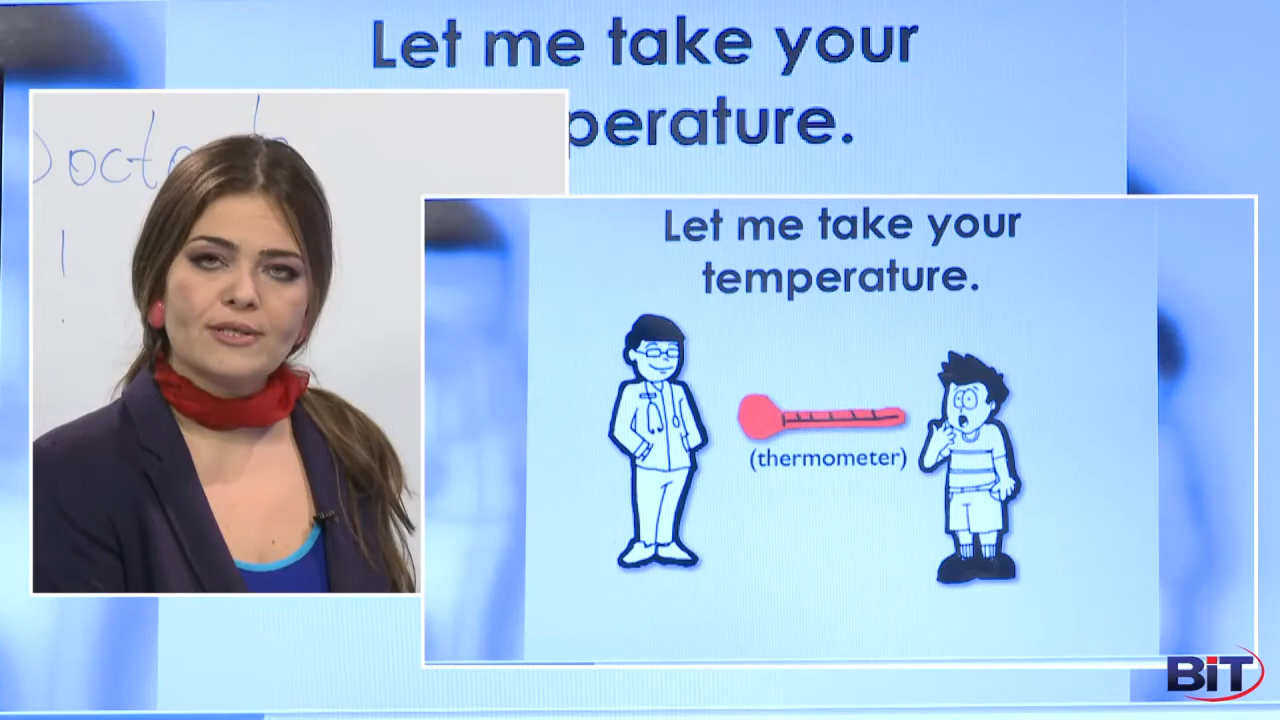 Let me take your
perature.
Let me take your
temperature.
(thermometer)
BiT